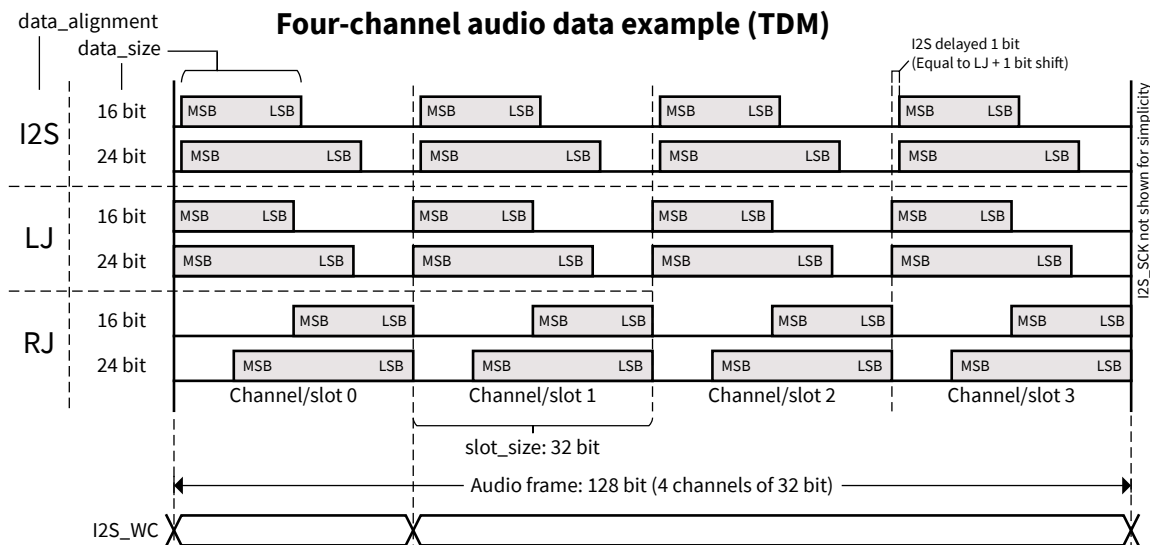 Four-channel audio data example (TDM)
data_alignment
data_size
I2S delayed 1 bit
(Equal to LJ + 1 bit shift)
I2S
16 bit
MSB LSB MSB LSB MSB LSB MSB LSB
24 bit
MSB LSB MSB LSB MSB LSB MSB LSB
LJ
16 bit
MSB LSB MSB LSB MSB LSB MSB LSB
24 bit
MSB LSB MSB LSB MSB LSB MSB LSB
RJ
16 bit
MSB LSB MSB LSB MSB LSB MSB LSB
24 bit
MSB LSB MSB LSB MSB LSB MSB LSB
I2S_SCK not shown for simplicity
Channel/slot 0 Channel/slot 1 Channel/slot 2 Channel/slot 3
slot_size: 32 bit
Audio frame: 128 bit (4 channels of 32 bit)
I2S_WC